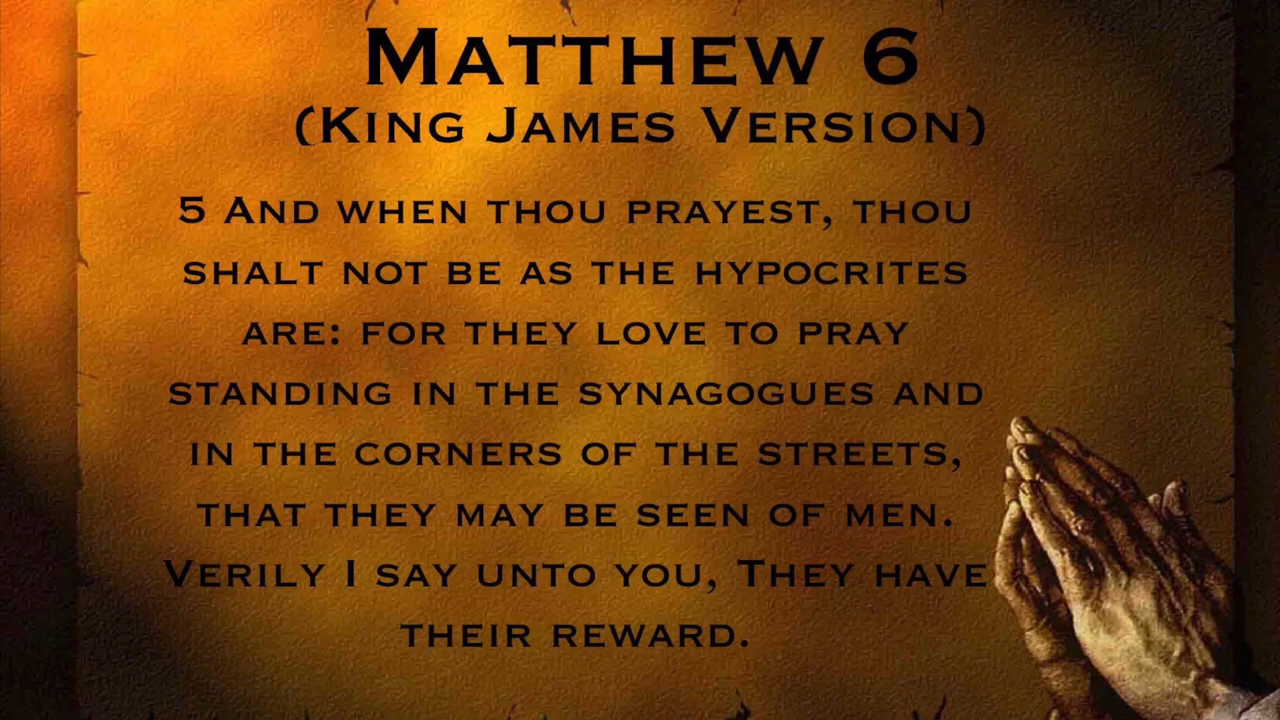 Matthew 6
(King James Version)
5 And when thou prayest, thou
shalt not be as the hypocrites
are: for they love to pray
standing in the synagogues and
in the corners of the streets,
that they may be seen of men.
Verily I say unto you, They have
their reward.